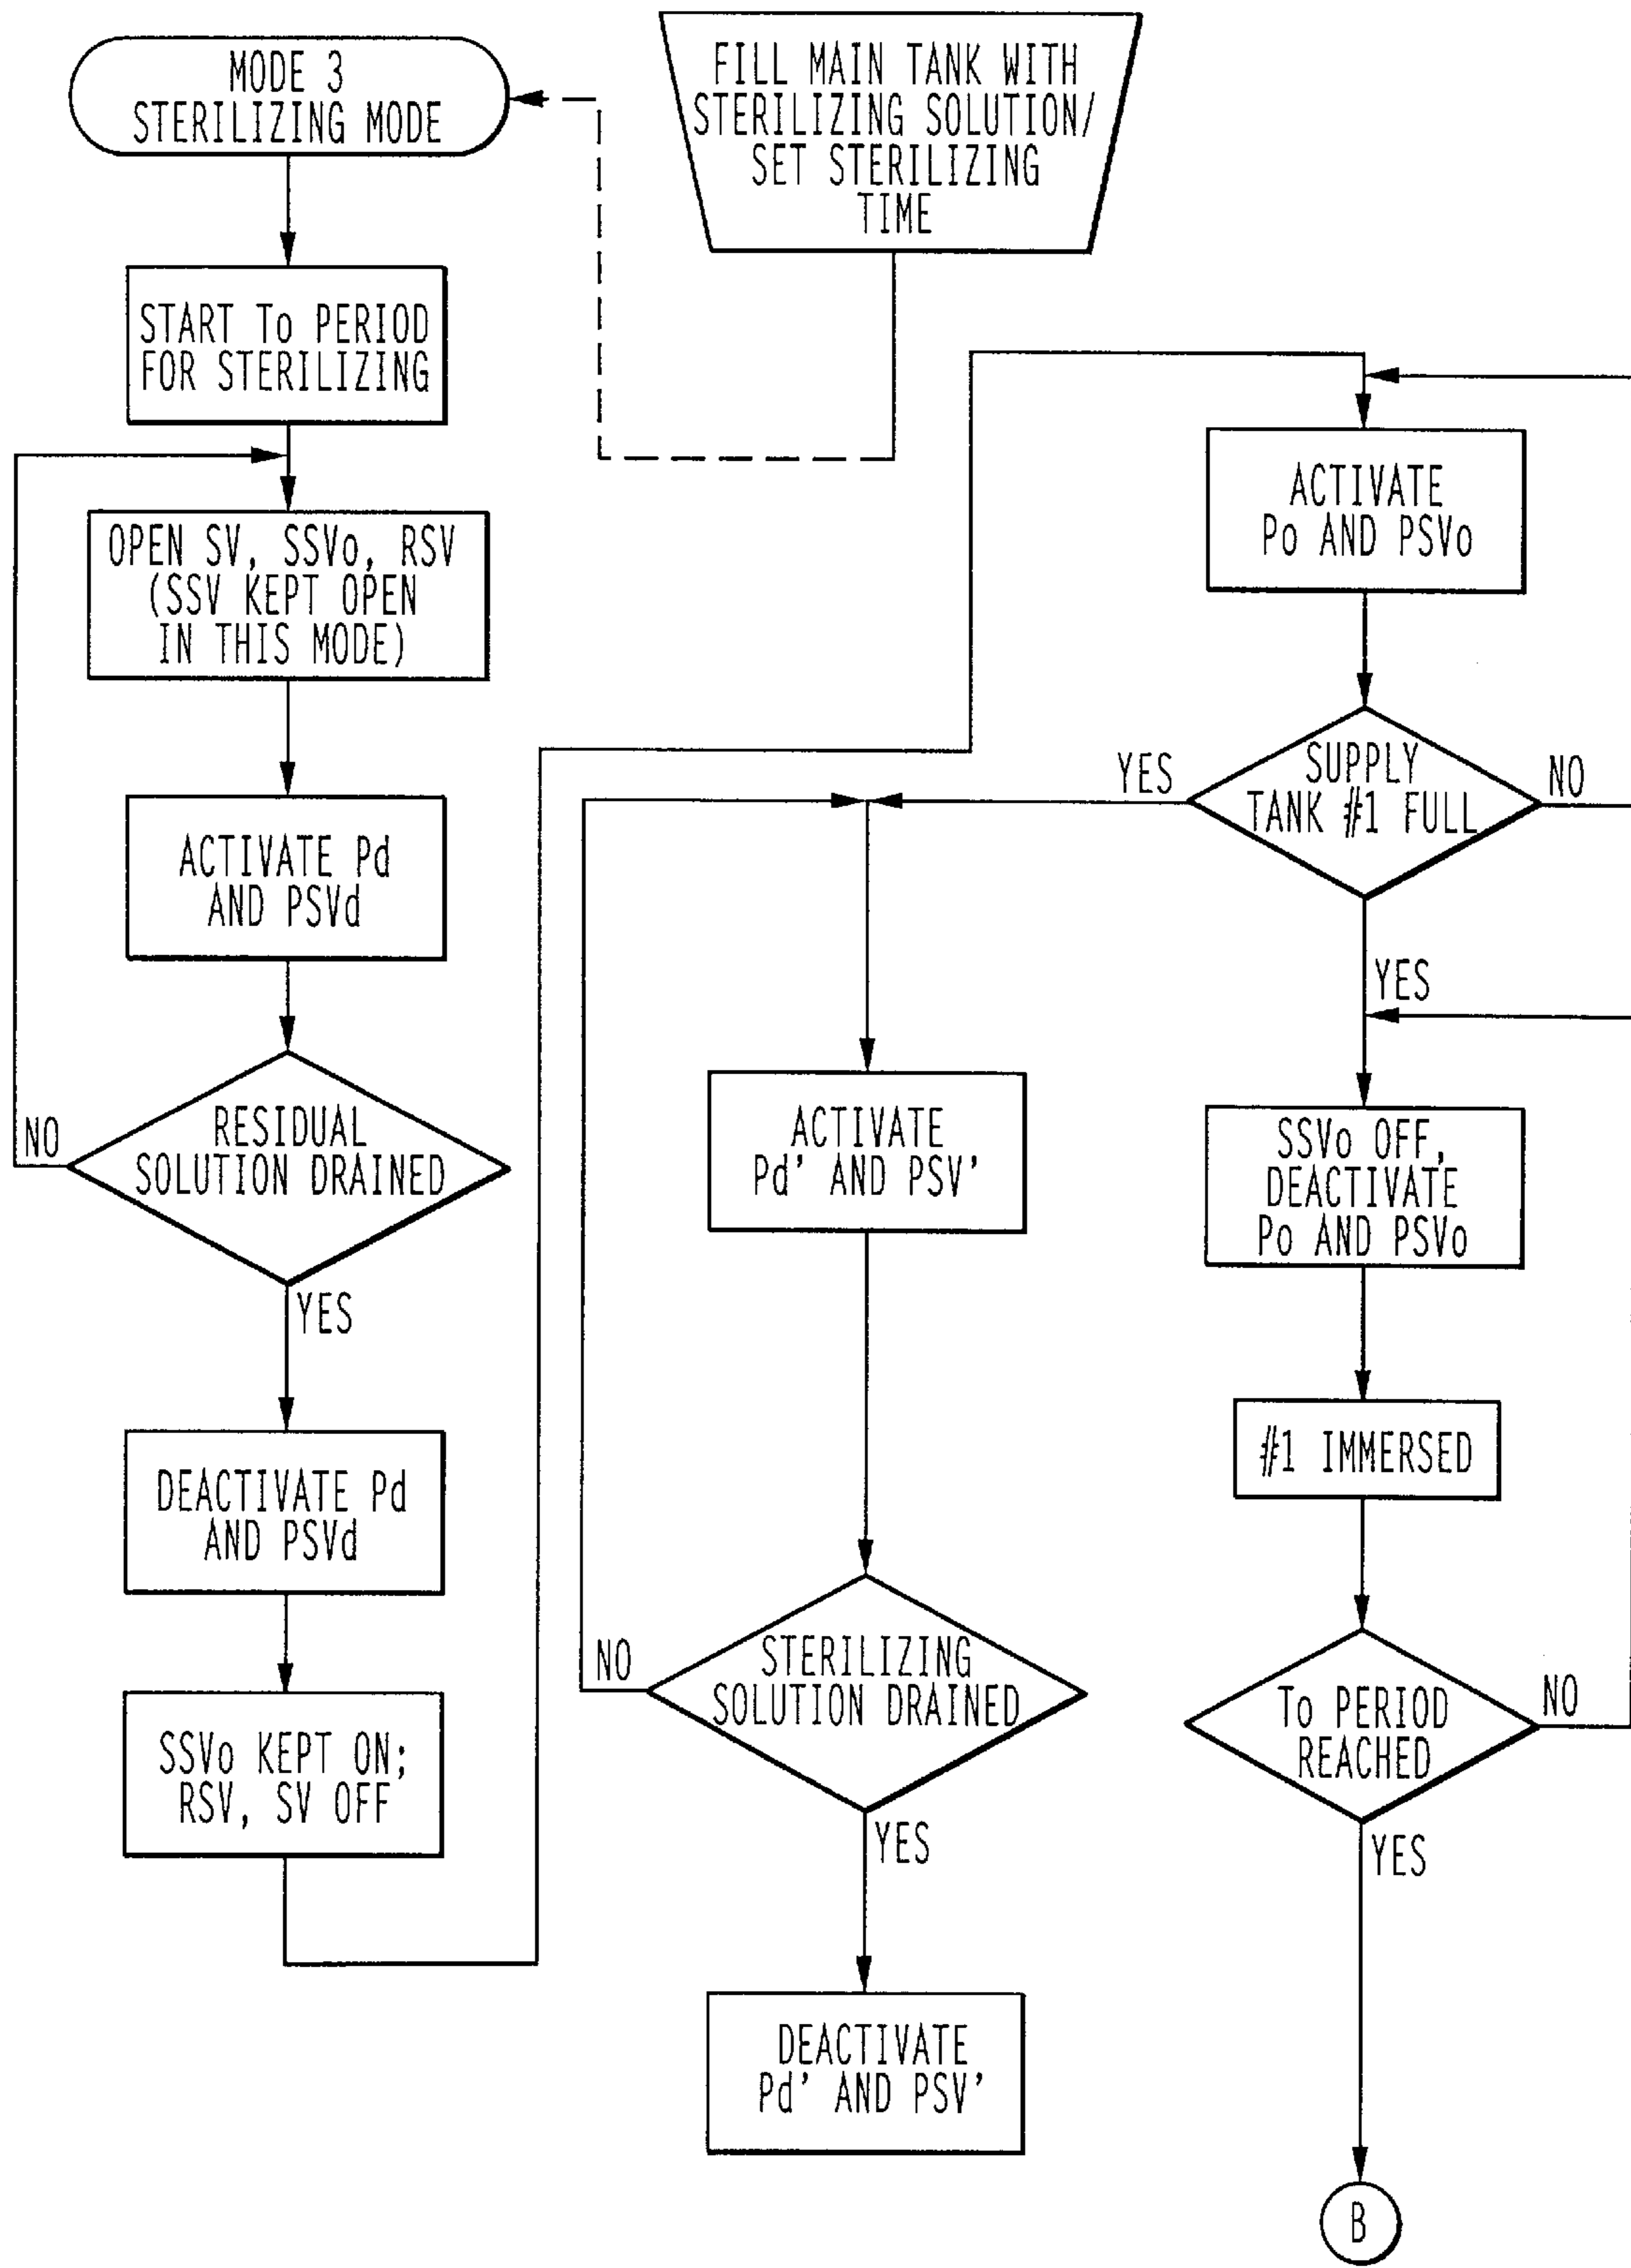 MODE 3
STERILIZING MODE
FILL MAIN TANK WITH
STERILIZING SOLUTION/
SET STERILIZING
TIME
START To PERIOD
FOR STERILIZING
OPEN SV, SSVo, RSV
(SSV KEPT OPEN
IN THIS MODE)
ACTIVATE Pd
AND PSVd
RESIDUAL
SOLUTION DRAINED
NO
YES
DEACTIVATE Pd
AND PSVd
SSVo KEPT ON;
RSV, SV OFF
ACTIVATE
Po AND PSVo
SUPPLY
TANK #1 FULL
YES
NO
YES
ACTIVATE
Pd' AND PSV'
STERILIZING
SOLUTION DRAINED
NO
YES
DEACTIVATE
Pd' AND PSV'
SSVo OFF,
DEACTIVATE
Po AND PSVo
#1 IMMERSED
To PERIOD
REACHED
NO
YES
B